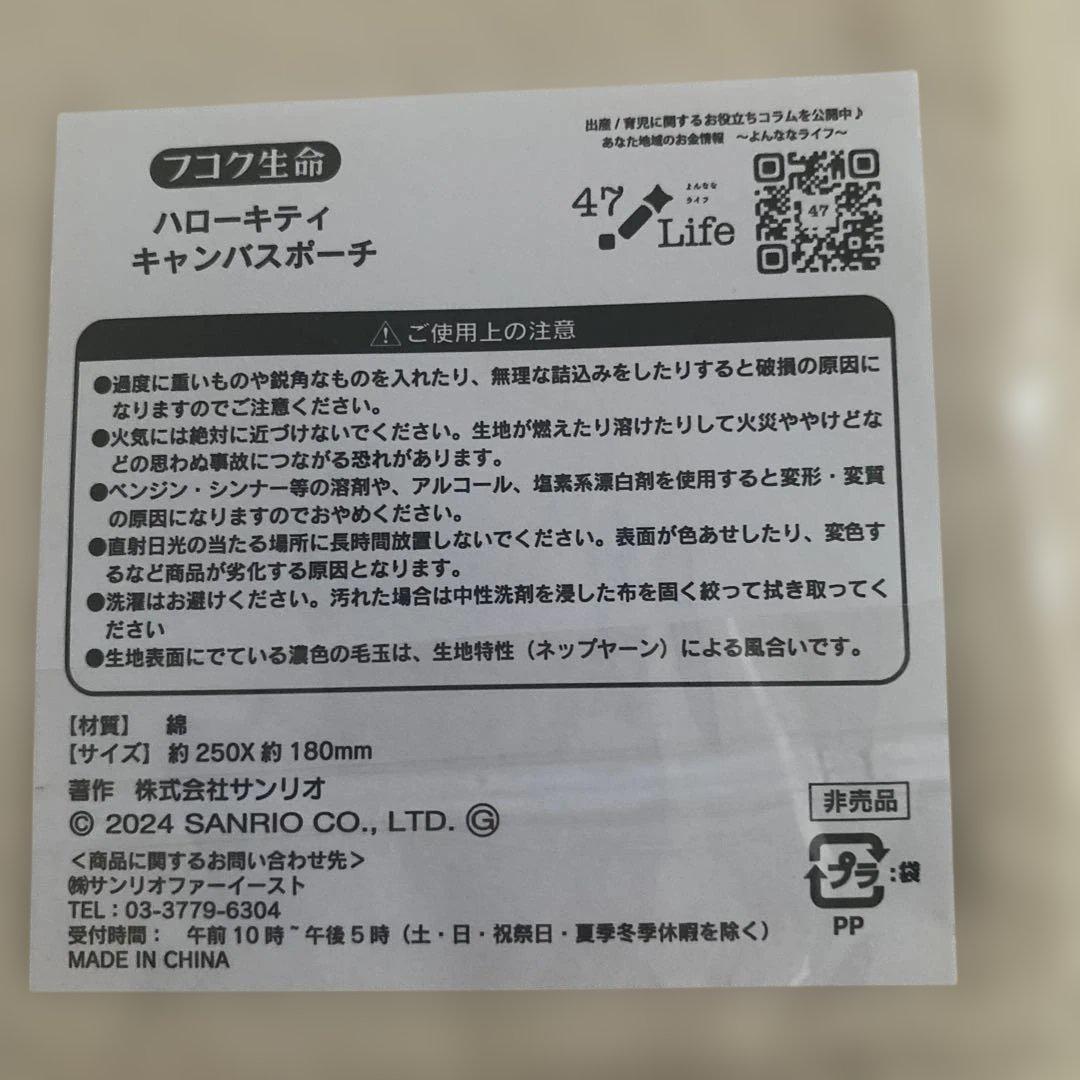 フコク生命
ハローキティ
キャンバスポーチ
出産/育児に関するお役立ちコラムを公開中♪
あなた地域のお金情報 ～よんななライフ～
47
よんなな
ライフ
Life
47
⚠ご使用上の注意
●過度に重いものや鋭角なものを入れたり、無理な詰込みをしたりすると破損の原因に
なりますのでご注意ください。
●火気には絶対に近づけないでください。生地が燃えたり溶けたりして火災ややけどな
どの思わぬ事故につながる恐れがあります。
●ベンジン・シンナー等の溶剤や、アルコール、塩素系漂白剤を使用すると変形・変質
の原因になりますのでおやめください。
●直射日光の当たる場所に長時間放置しないでください。表面が色あせしたり、変色す
るなど商品が劣化する原因となります。
●洗濯はお避けください。汚れた場合は中性洗剤を浸した布を固く絞って拭き取ってく
ださい
●生地表面にでている濃色の毛玉は、生地特性（ネップヤーン）による風合いです。
【材質】 綿
【サイズ】 約250X約180mm
著作 株式会社サンリオ
© 2024 SANRIO CO., LTD. Ⓖ
＜商品に関するお問い合わせ先＞
㈱サンリオファーイースト
TEL：03-3779-6304
受付時間： 午前10時~午後5時（土・日・祝祭日・夏季冬季休暇を除く）
MADE IN CHINA
非売品
プラ:袋
PP